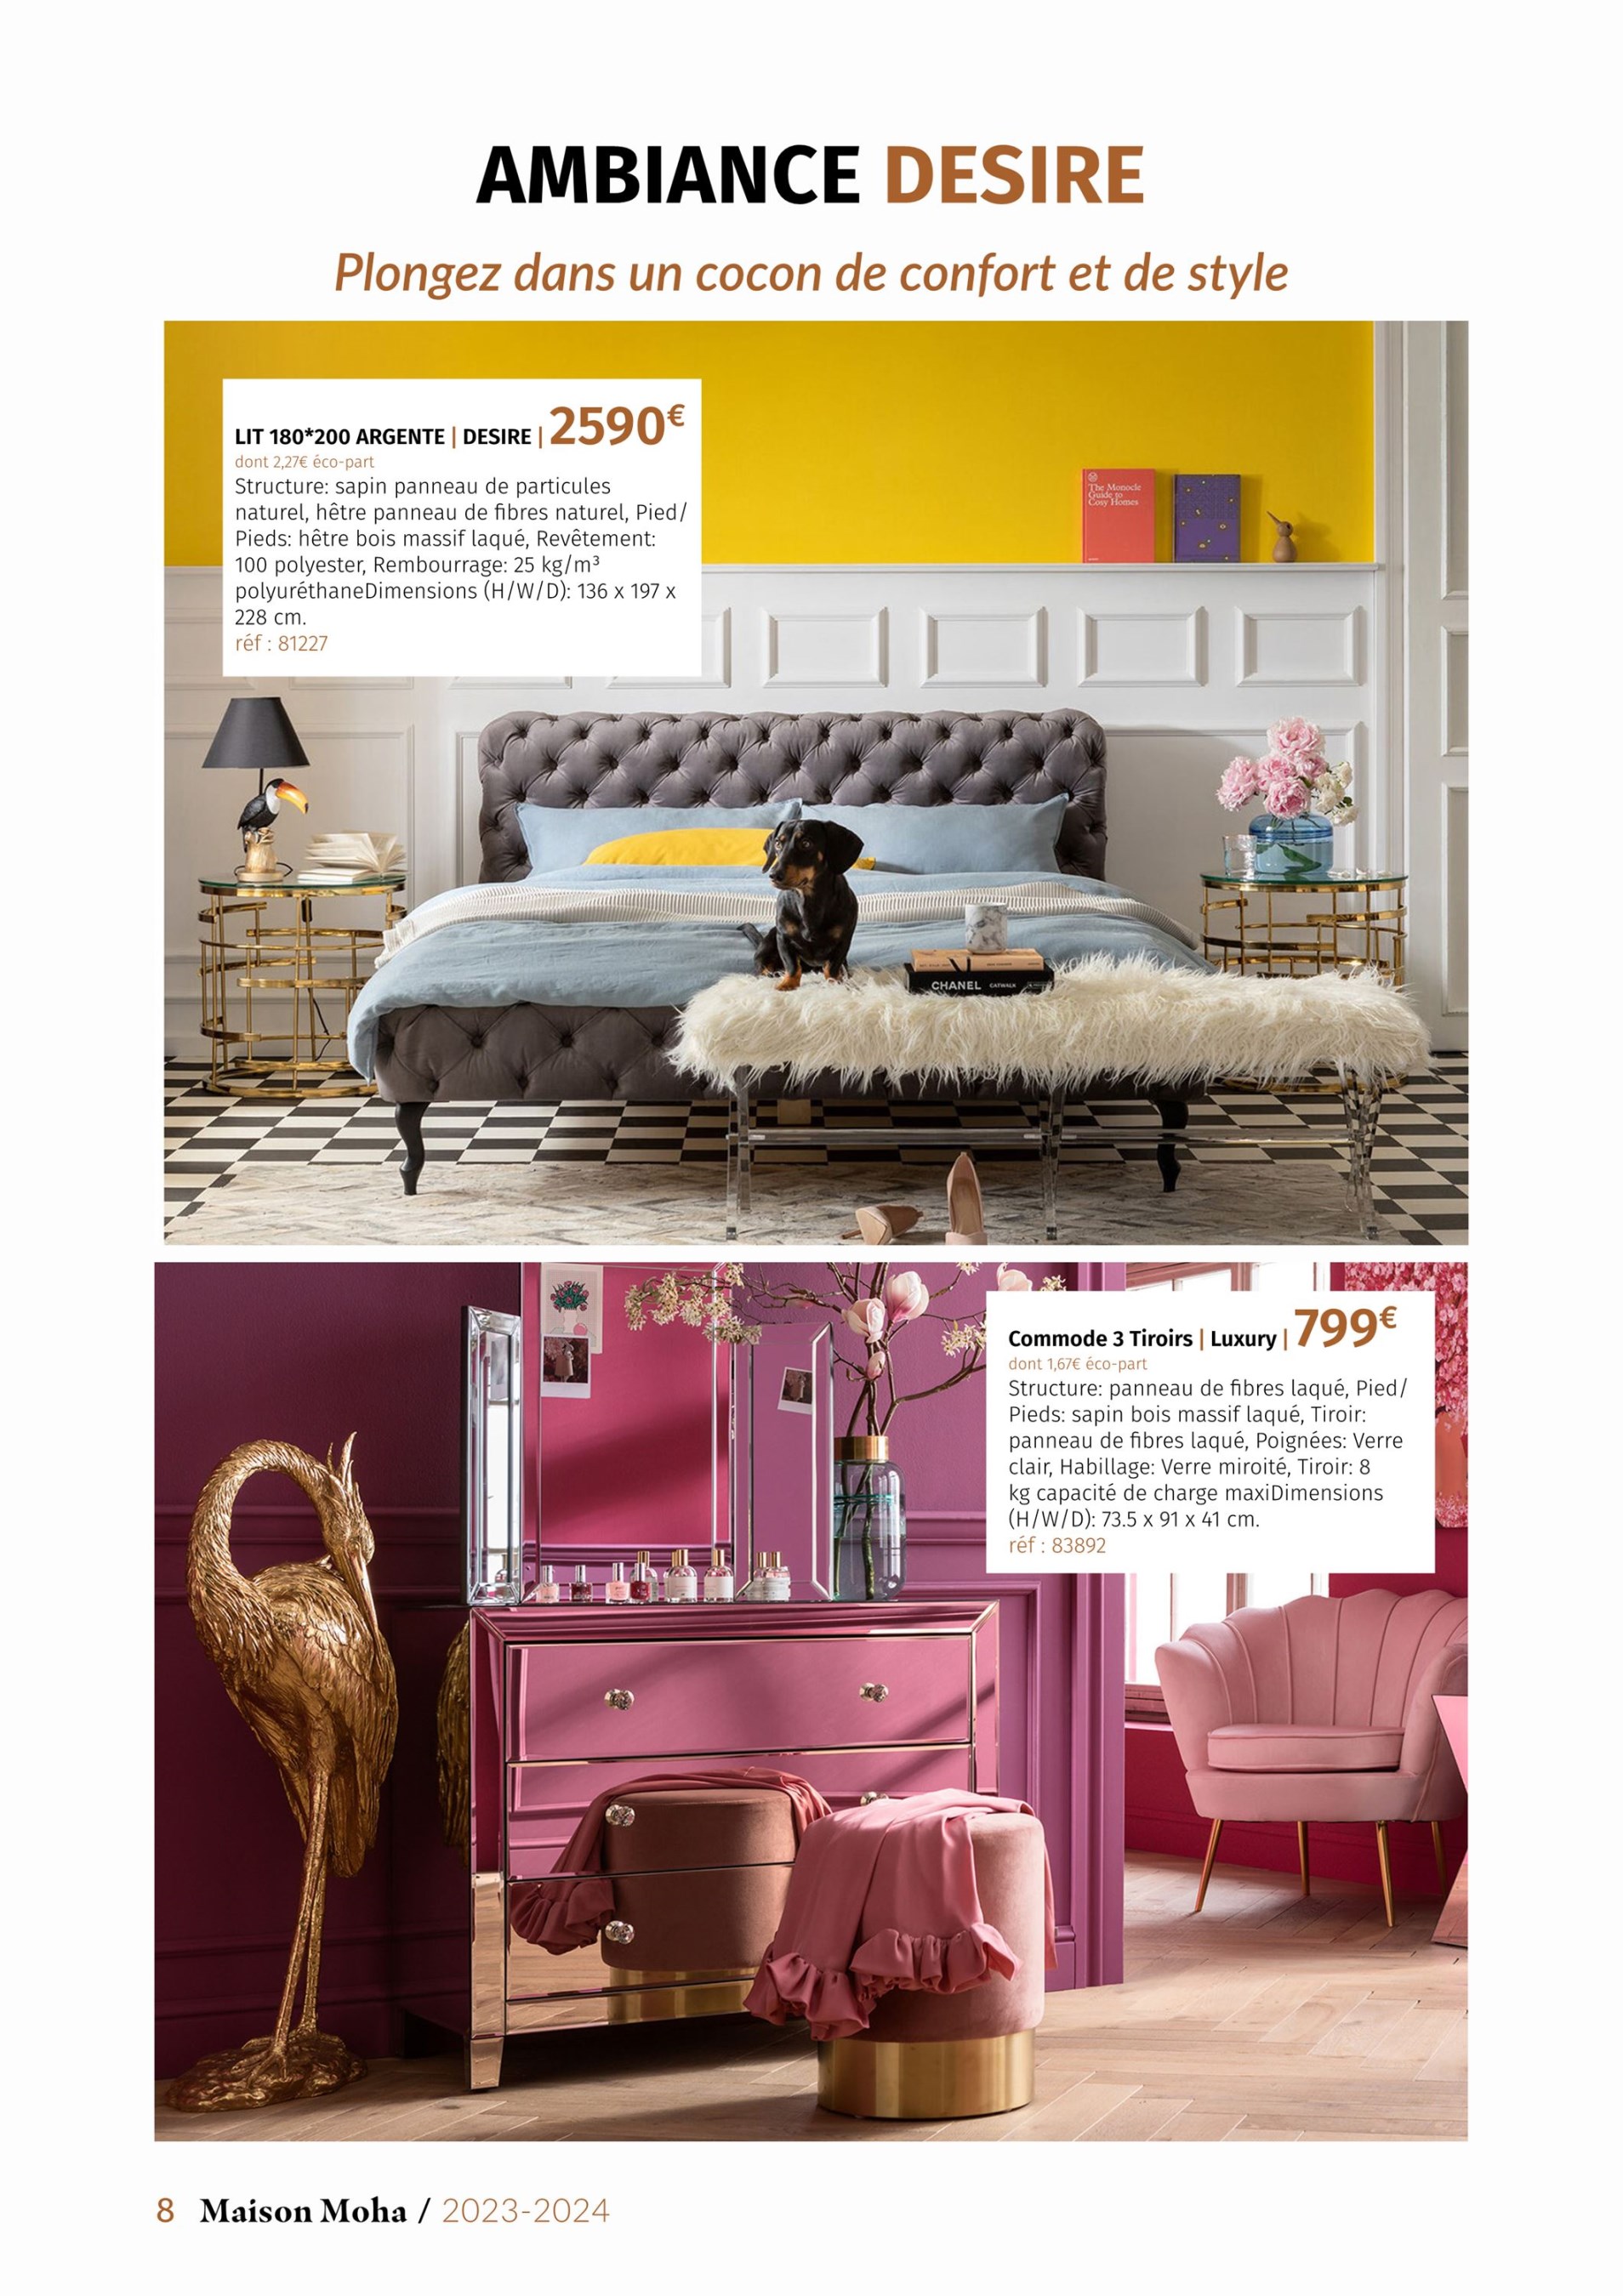 AMBIANCE DESIRE
Plongez dans un cocon de confort et de style
LIT 180*200 ARGENTE | DESIRE | 2590€
dont 2,27€ éco-part
Structure: sapin panneau de particules
naturel, hêtre panneau de fibres naturel, Pied/
Pieds: hêtre bois massif laqué, Revêtement:
100 polyester, Rembourrage: 25 kg/m³
polyuréthaneDimensions (H/W/D): 136 x 197 x
228 cm.
réf : 81227
The Monocle
Guide to
Cosy Homes
CHANEL CATWALK
Commode 3 Tiroirs | Luxury | 799€
dont 1,67€ éco-part
Structure: panneau de fibres laqué, Pied/
Pieds: sapin bois massif laqué, Tiroir:
panneau de fibres laqué, Poignées: Verre
clair, Habillage: Verre miroité, Tiroir: 8
kg capacité de charge maxiDimensions
(H/W/D): 73.5 x 91 x 41 cm.
réf : 83892
8 Maison Moha / 2023-2024